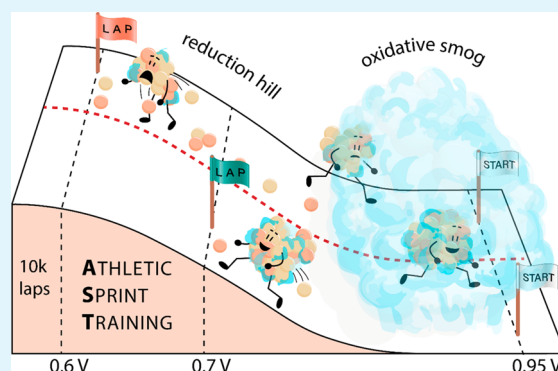 LAP
reduction hill
oxidative smog
LAP
START
START
10k
laps
ATHLETIC
SPRINT
TRAINING
0.6 V
0.7 V
0.95 V